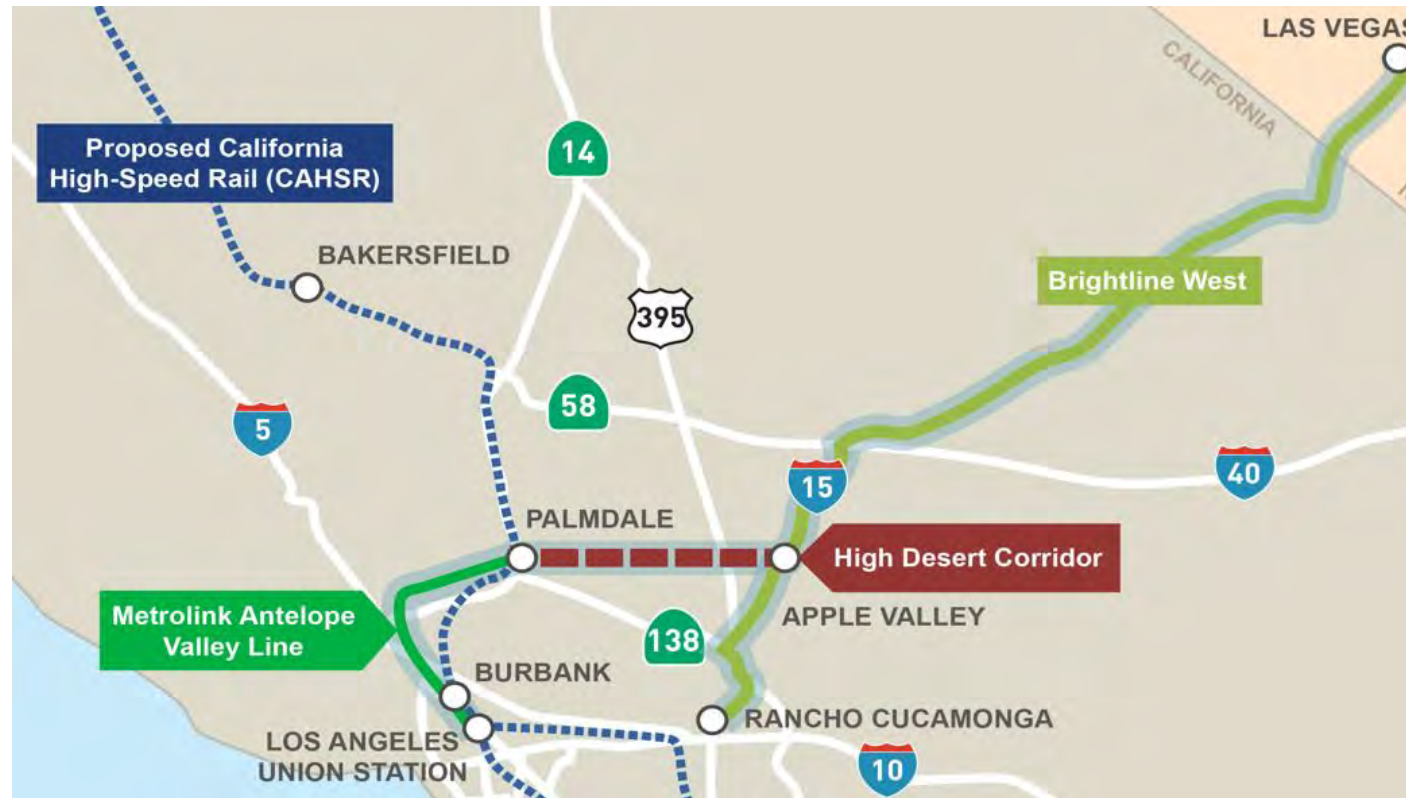 LAS VEGAS
CALIFORNIA
Proposed California
High-Speed Rail (CAHSR)
14
BAKERSFIELD
Brightline West
395
58
5
15
40
PALMDALE
High Desert Corridor
Metrolink Antelope
Valley Line
APPLE VALLEY
138
BURBANK
RANCHO CUCAMONGA
LOS ANGELES
UNION STATION
10